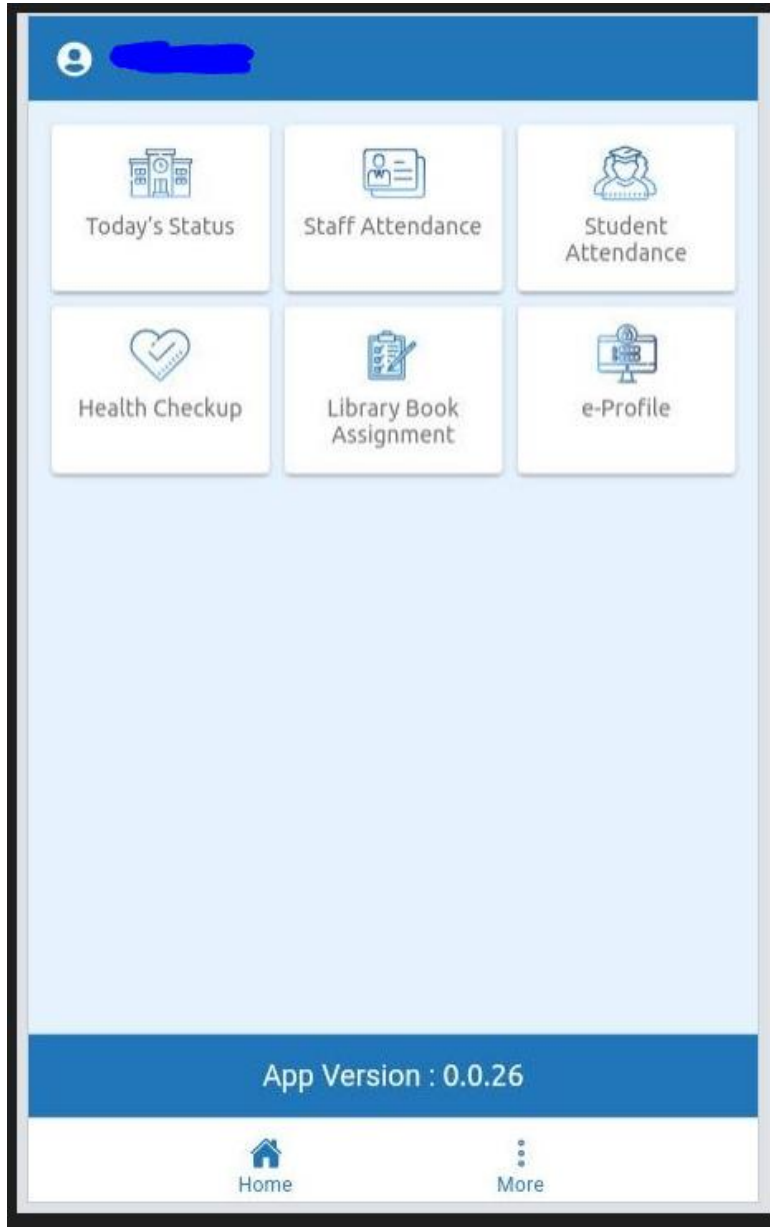 Today's Status
Staff Attendance
Student
Attendance
Health Checkup
Library Book
Assignment
e-Profile
App Version : 0.0.26
Home
More